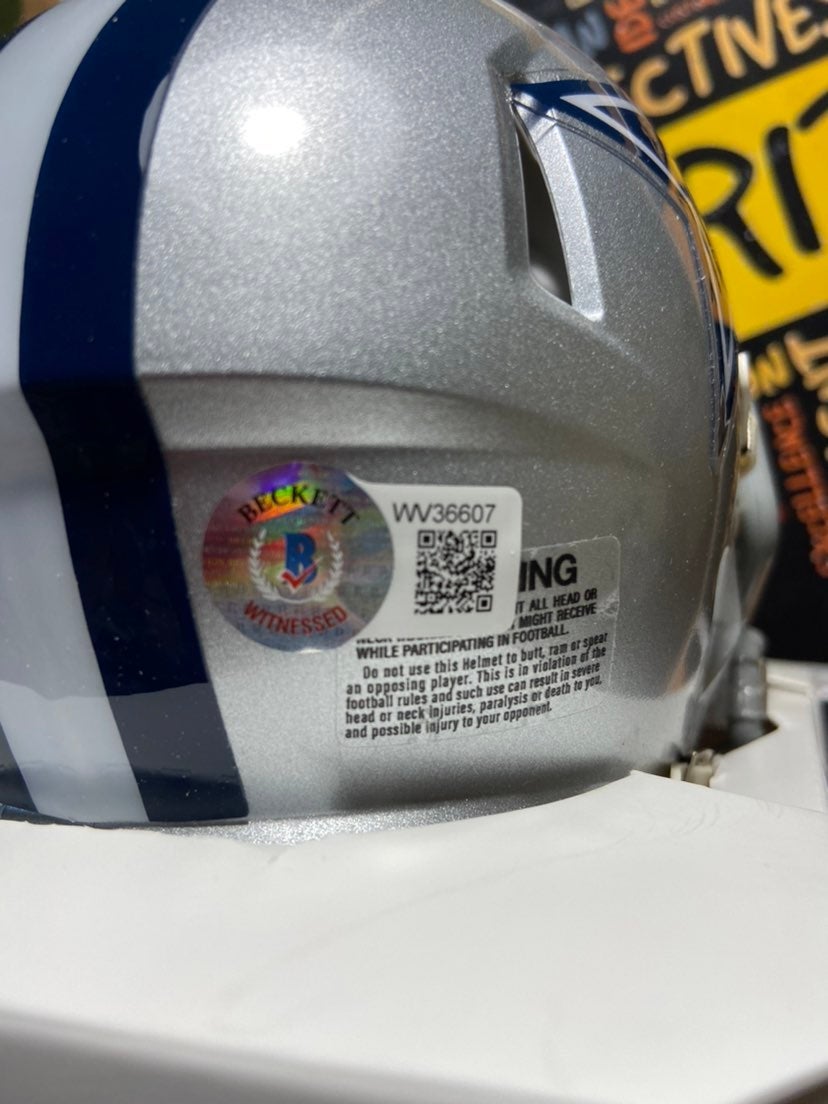 CTIVE
RIT
BECKETT
B
WITNESSED
WV36607
ING
T ALL HEAD OR
MIGHT RECEIVE
WHILE PARTICIPATING IN FOOTBALL.
Do not use this Helmet to butt, ram or spear
an opposing player. This is in violation of the
football rules and such use can result in severe
head or neck injuries, paralysis or death to you,
and possible injury to your opponent.